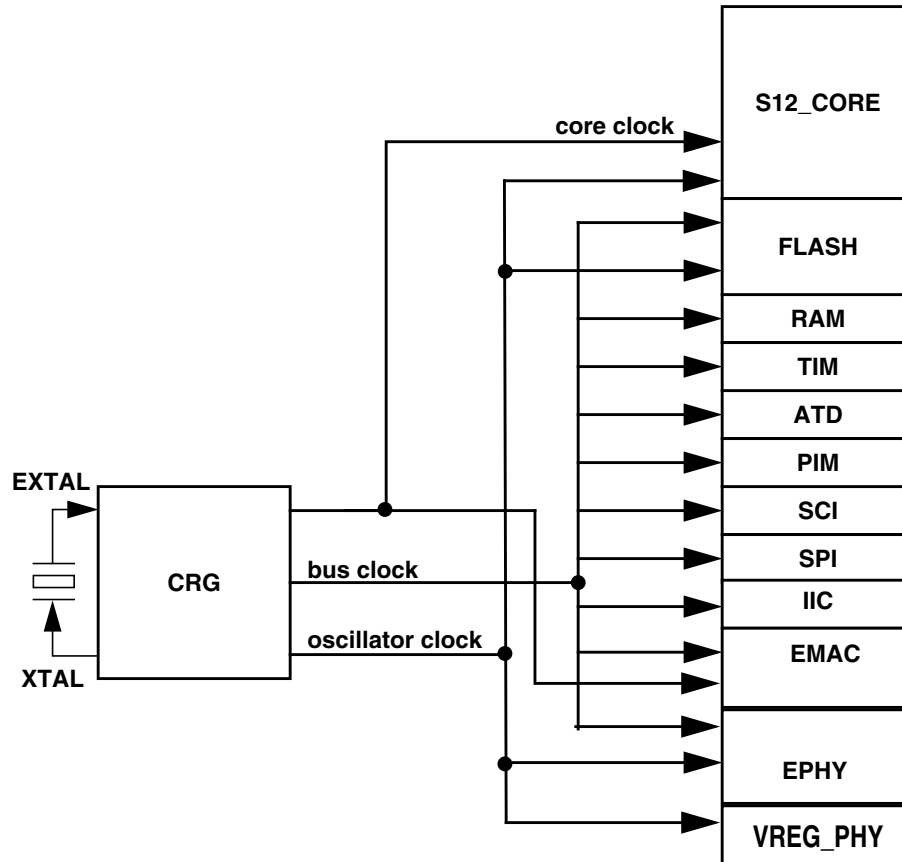 S12_CORE
core clock
FLASH
RAM
TIM
ATD
PIM
EXTAL
SCI
SPI
bus clock
CRG
IIC
oscillator clock
EMAC
XTAL
EPHY
VREG_PHY